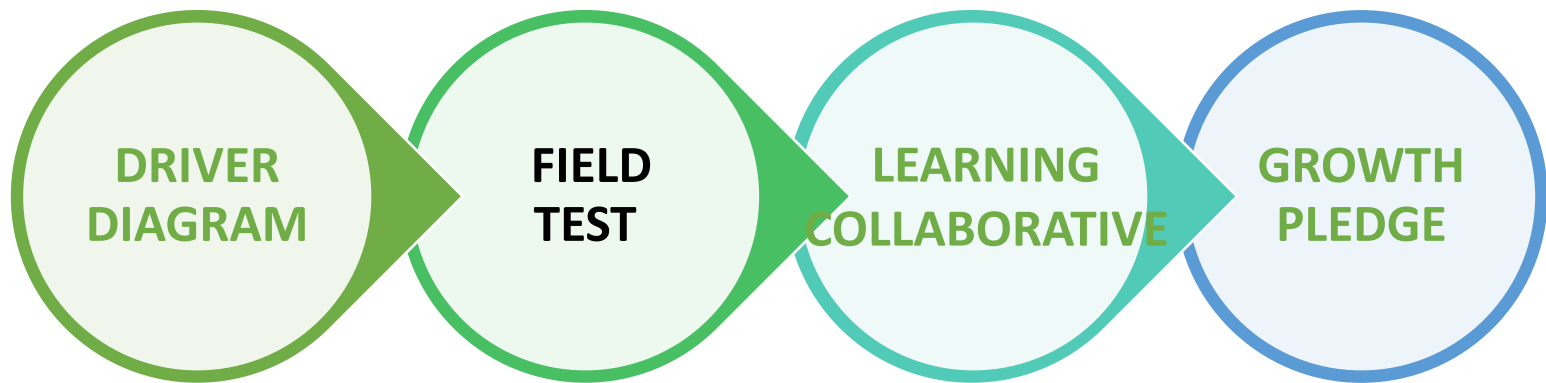 DRIVER
DIAGRAM
FIELD
TEST
LEARNING
COLLABORATIVE
GROWTH
PLEDGE